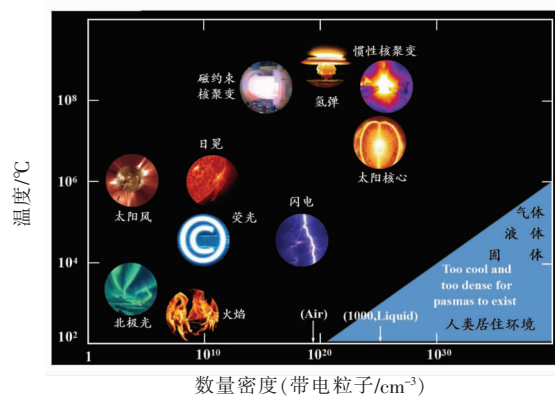 惯性核聚变
磁约束
核聚变
氢弹
10⁸
日冕
太阳核心
温度/℃
10⁶
太阳风
荧光
闪电
气体
液 体
固 体
10⁴
Too cool and
too dense for
pasmas to exist
北极光
火焰
(Air)
(1000,Liquid)
人类居住环境
10²
1
10¹⁰
10²⁰
10³⁰
数量密度(带电粒子/cm⁻³)